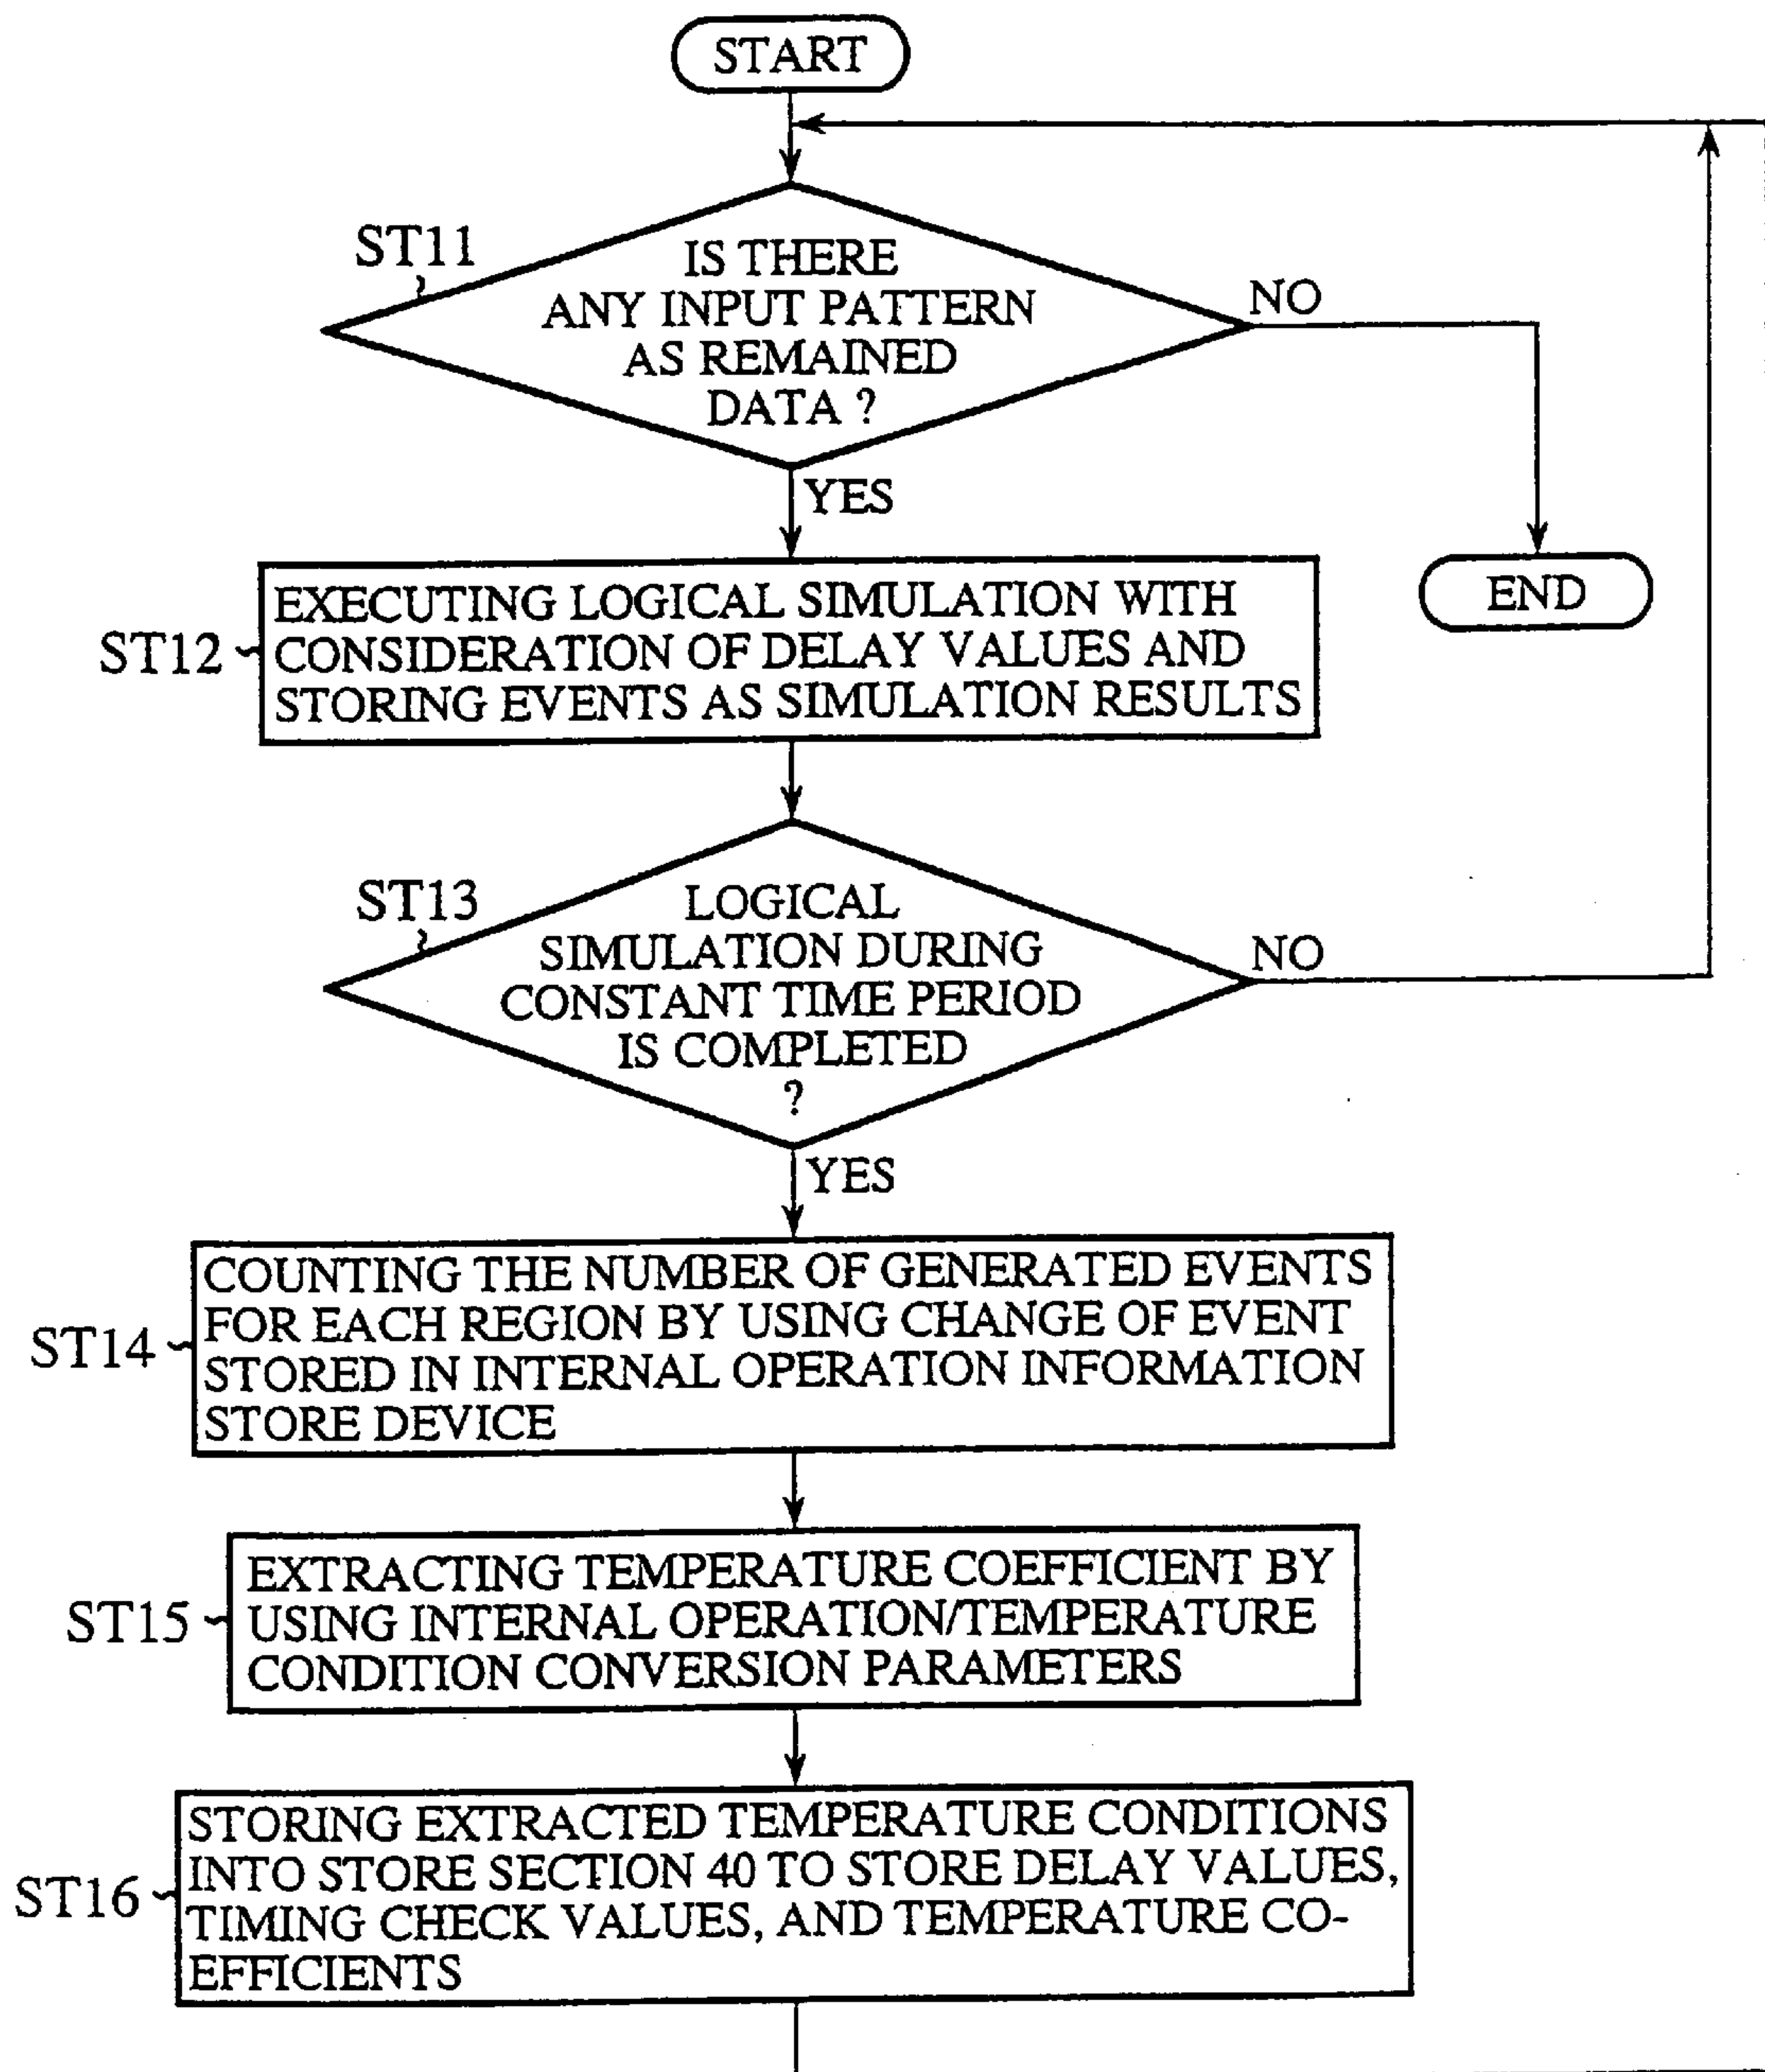 START
ST11
IS THERE
ANY INPUT PATTERN
AS REMAINED
DATA ?
NO
YES
END
ST12
EXECUTING LOGICAL SIMULATION WITH
CONSIDERATION OF DELAY VALUES AND
STORING EVENTS AS SIMULATION RESULTS
ST13
LOGICAL
SIMULATION DURING
CONSTANT TIME PERIOD
IS COMPLETED
?
NO
YES
ST14
COUNTING THE NUMBER OF GENERATED EVENTS
FOR EACH REGION BY USING CHANGE OF EVENT
STORED IN INTERNAL OPERATION INFORMATION
STORE DEVICE
ST15
EXTRACTING TEMPERATURE COEFFICIENT BY
USING INTERNAL OPERATION/TEMPERATURE
CONDITION CONVERSION PARAMETERS
ST16
STORING EXTRACTED TEMPERATURE CONDITIONS
INTO STORE SECTION 40 TO STORE DELAY VALUES,
TIMING CHECK VALUES, AND TEMPERATURE CO-
EFFICIENTS